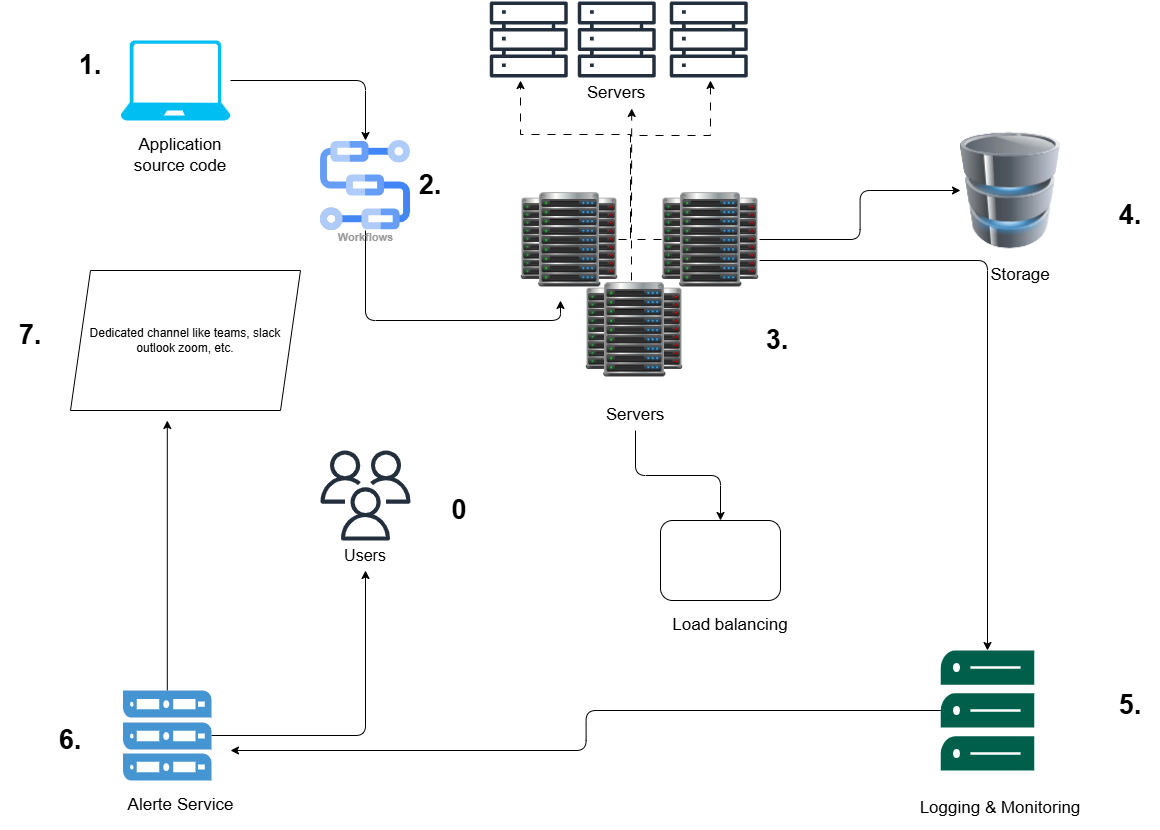 Servers
1.
Application
source code
2.
Workflows
4.
Storage
7.
Dedicated channel like teams, slack
outlook zoom, etc.
3.
Servers
0
Users
Load balancing
5.
6.
Alerte Service
Logging & Monitoring